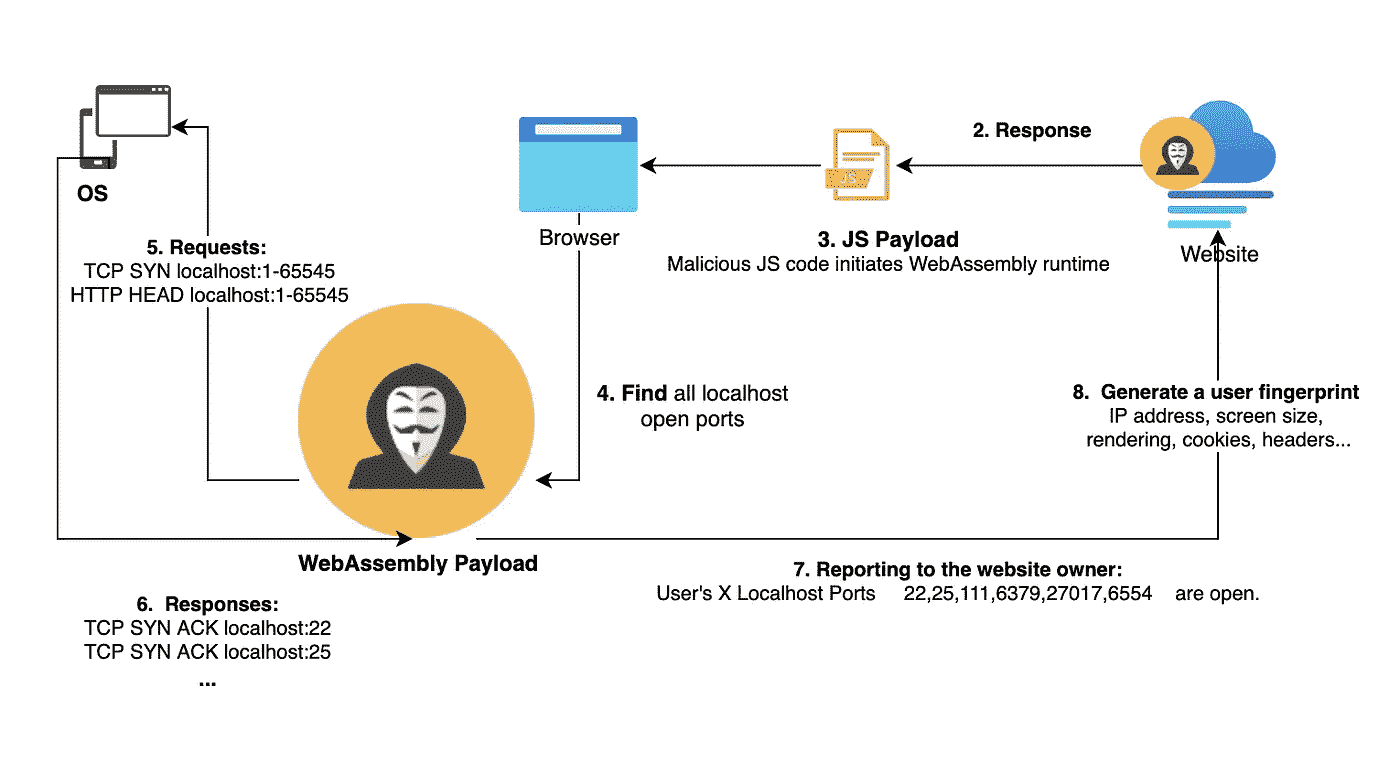 2. Response
JS
OS
Browser
3. JS Payload
Malicious JS code initiates WebAssembly runtime
Website
5. Requests:
TCP SYN localhost:1-65545
HTTP HEAD localhost:1-65545
4. Find all localhost
open ports
8. Generate a user fingerprint
IP address, screen size,
rendering, cookies, headers...
WebAssembly Payload
7. Reporting to the website owner:
User's X Localhost Ports 22,25,111,6379,27017,6554 are open.
6. Responses:
TCP SYN ACK localhost:22
TCP SYN ACK localhost:25
...